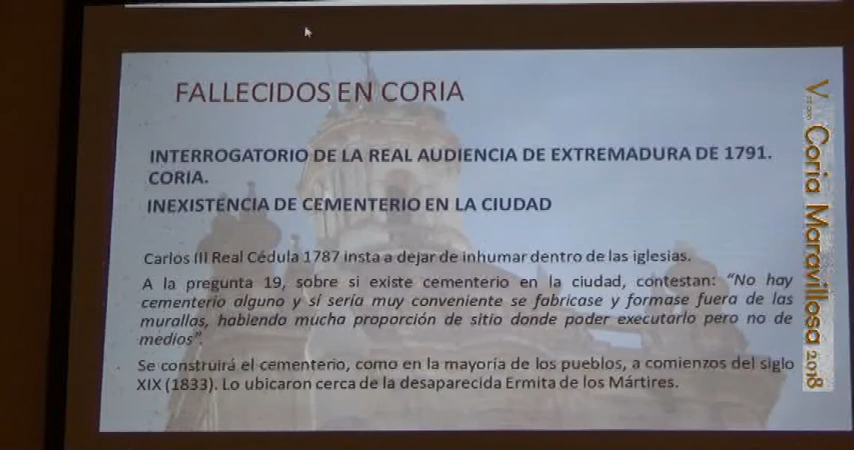 FALLECIDOS EN CORIA
INTERROGATORIO DE LA REAL AUDIENCIA DE EXTREMADURA DE 1791.
CORIA.
INEXISTENCIA DE CEMENTERIO EN LA CIUDAD
Carlos III Real Cédula 1787 insta a dejar de inhumar dentro de las iglesias.
A la pregunta 19, sobre si existe cementerio en la ciudad, contestan: “No hay
cementerio alguno y sí sería muy conveniente se fabricase y formase fuera de las
murallas, habiendo mucha proporción de sitio donde poder executarlo pero no de
medios”.
Se construirá el cementerio, como en la mayoría de los pueblos, a comienzos del siglo
XIX (1833). Lo ubicaron cerca de la desaparecida Ermita de los Mártires.
V
Coria Maravillosa 2018